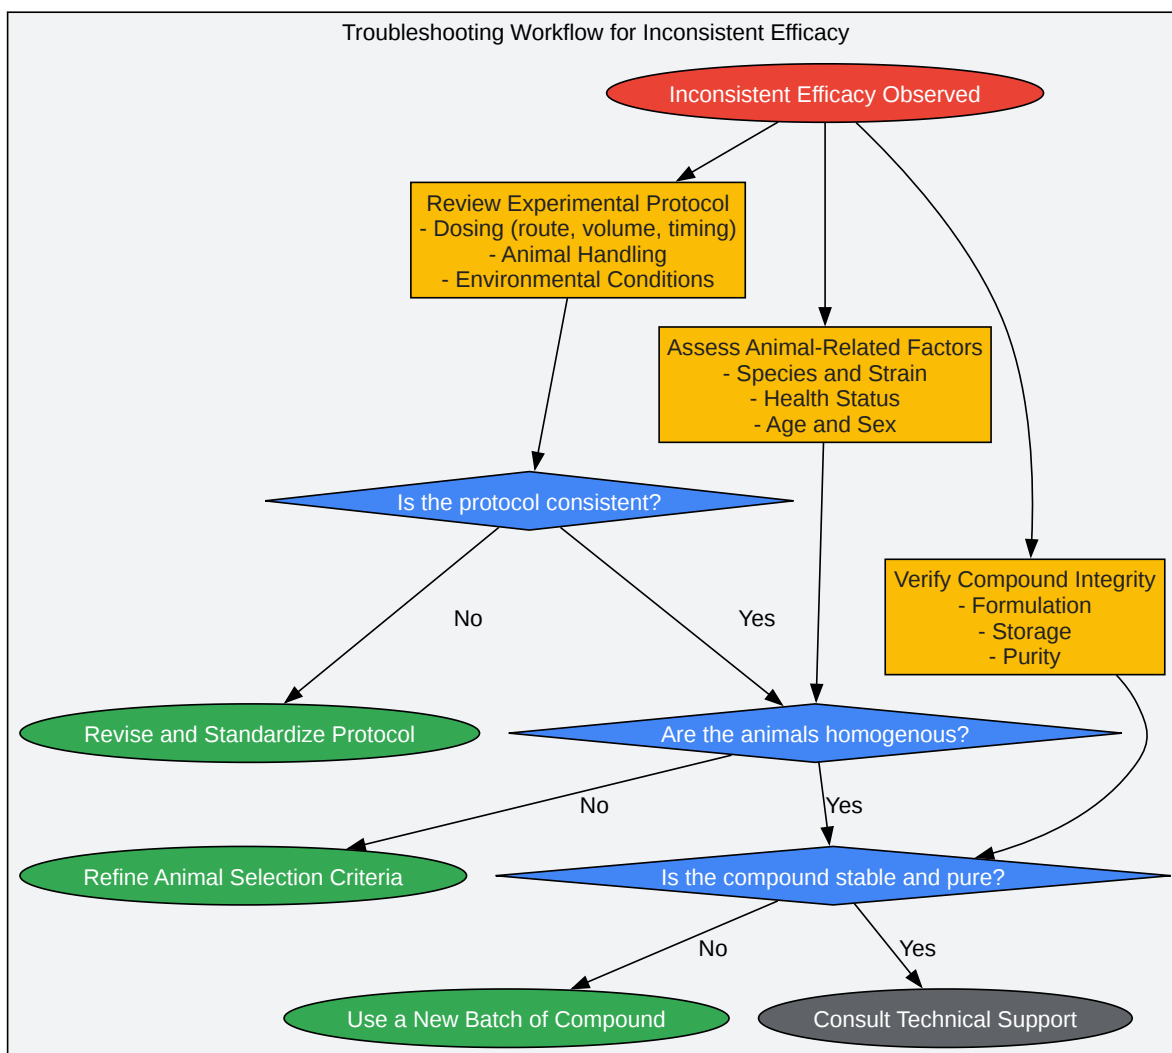 Troubleshooting Workflow for Inconsistent Efficacy
Inconsistent Efficacy Observed
Review Experimental Protocol
- Dosing (route, volume, timing)
- Animal Handling
- Environmental Conditions
Assess Animal-Related Factors
- Species and Strain
- Health Status
- Age and Sex
Is the protocol consistent?
Verify Compound Integrity
- Formulation
- Storage
- Purity
No
Yes
Revise and Standardize Protocol
Are the animals homogenous?
No
Yes
Refine Animal Selection Criteria
Is the compound stable and pure?
No
Yes
Use a New Batch of Compound
Consult Technical Support